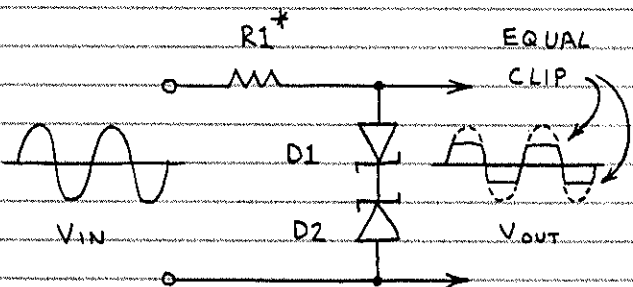 R1*
EQUAL
CLIP
D1
D2
VIN
VOUT